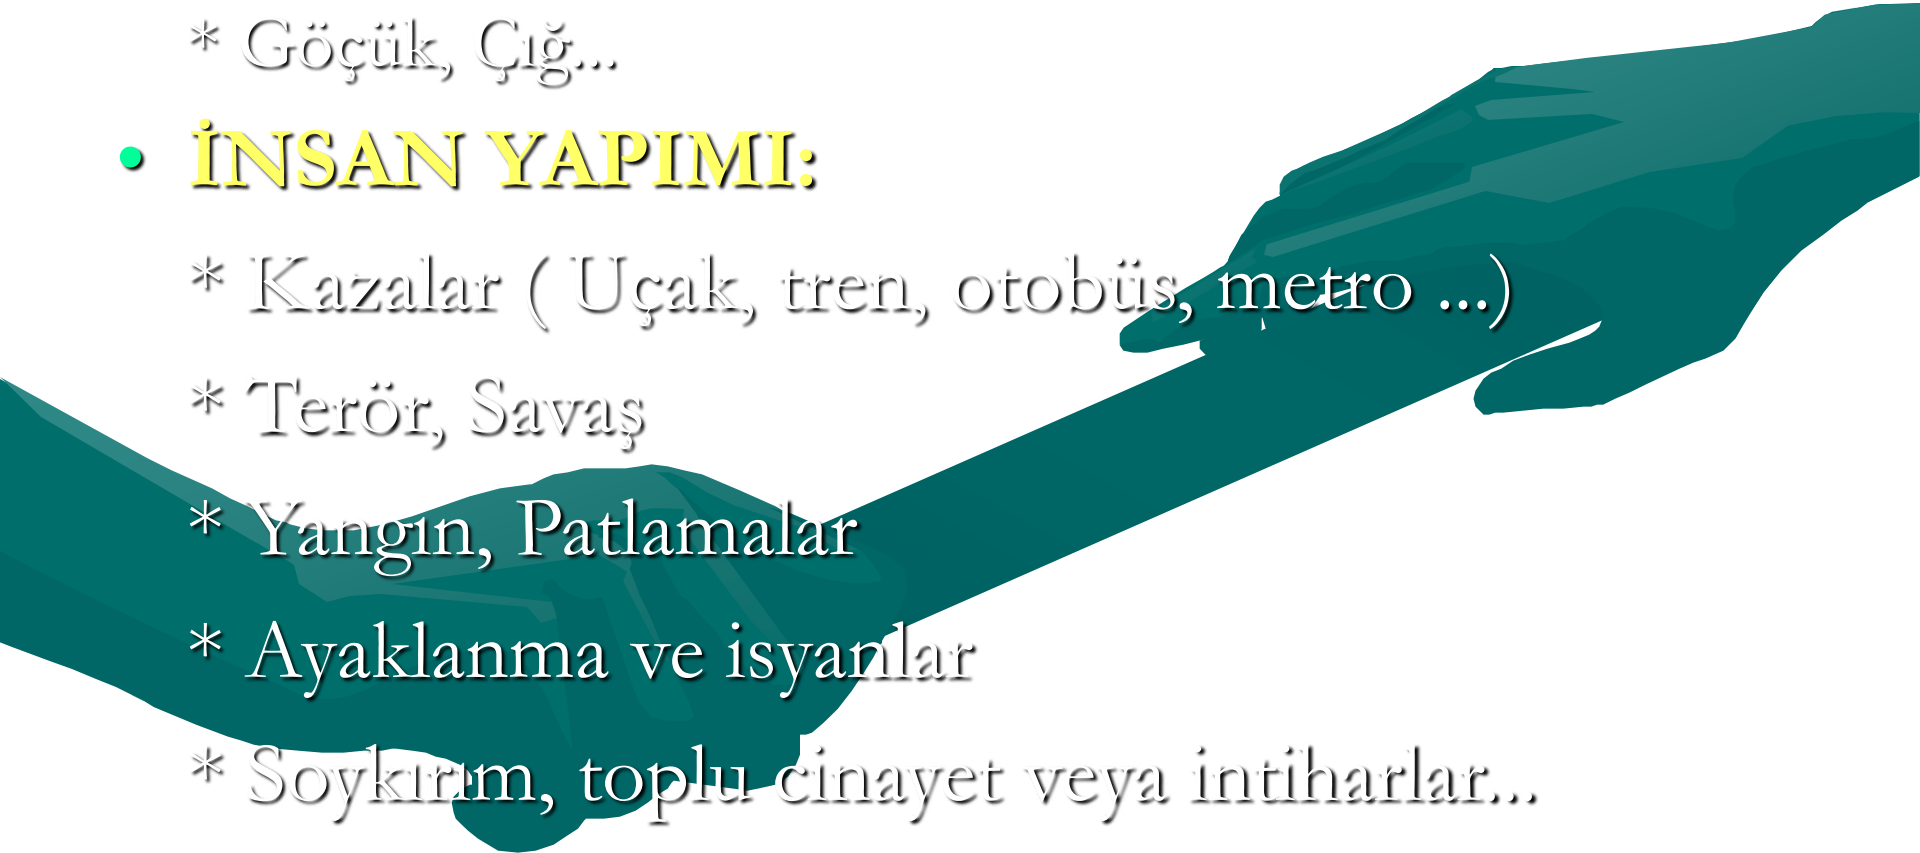 * Göçük, Çığ...
• İNSAN YAPIMI:
* Kazalar ( Uçak, tren, otobüs, metro ...)
* Terör, Savaş
* Yangın, Patlamalar
* Ayaklanma ve isyanlar
* Soykırım, toplu cinayet veya intiharlar...